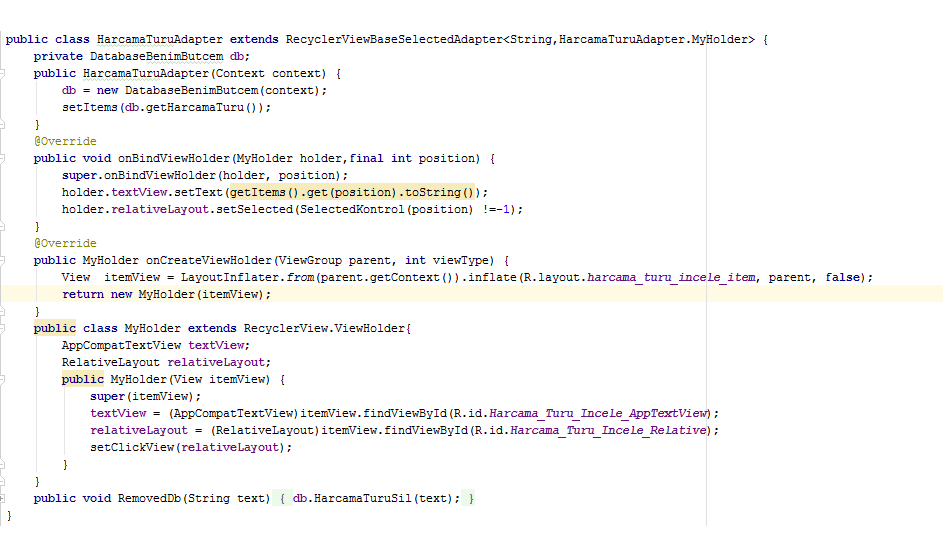 public class HarcamaTuruAdapter extends RecyclerViewBaseSelectedAdapter<String,HarcamaTuruAdapter.MyHolder> {
    private DatabaseBenimButcem db;
    public HarcamaTuruAdapter(Context context) {
        db = new DatabaseBenimButcem(context);
        setItems(db.getHarcamaTuru());
    }
    @Override
    public void onBindViewHolder(MyHolder holder,final int position) {
        super.onBindViewHolder(holder, position);
        holder.textView.setText(getItems().get(position).toString());
        holder.relativeLayout.setSelected(SelectedKontrol(position) !=-1);
    }
    @Override
    public MyHolder onCreateViewHolder(ViewGroup parent, int viewType) {
        View  itemView = LayoutInflater.from(parent.getContext()).inflate(R.layout.harcama_turu_incele_item, parent, false);
        return new MyHolder(itemView);
    }
    public class MyHolder extends RecyclerView.ViewHolder{
        AppCompatTextView textView;
        RelativeLayout relativeLayout;
        public MyHolder(View itemView) {
            super(itemView);
            textView = (AppCompatTextView)itemView.findViewById(R.id.Harcama_Turu_Incele_AppTextView);
            relativeLayout = (RelativeLayout)itemView.findViewById(R.id.Harcama_Turu_Incele_Relative);
            setClickView(relativeLayout);
        }
    }
    public void RemovedDb(String text) { db.HarcamaTuruSil(text); }
}